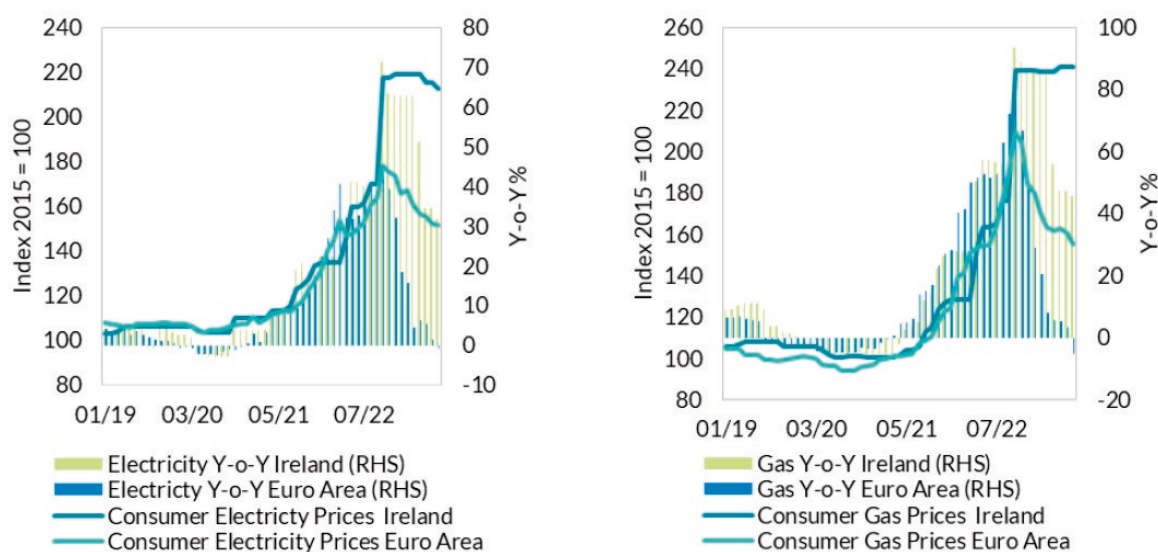 240
220
200
180
160
140
120
100
80
Index 2015 = 100
80
70
60
50
40
30
20
10
0
-10
Y-o-Y %
01/19 03/20 05/21 07/22
Electricity Y-o-Y Ireland (RHS)
Electricty Y-o-Y Euro Area (RHS)
Consumer Electricity Prices Ireland
Consumer Electricity Prices Euro Area
260
240
220
200
180
160
140
120
100
80
Index 2015 = 100
100
80
60
40
20
0
-20
Y-o-Y %
01/19 03/20 05/21 07/22
Gas Y-o-Y Ireland (RHS)
Gas Y-o-Y Euro Area (RHS)
Consumer Gas Prices Ireland
Consumer Gas Prices Euro Area